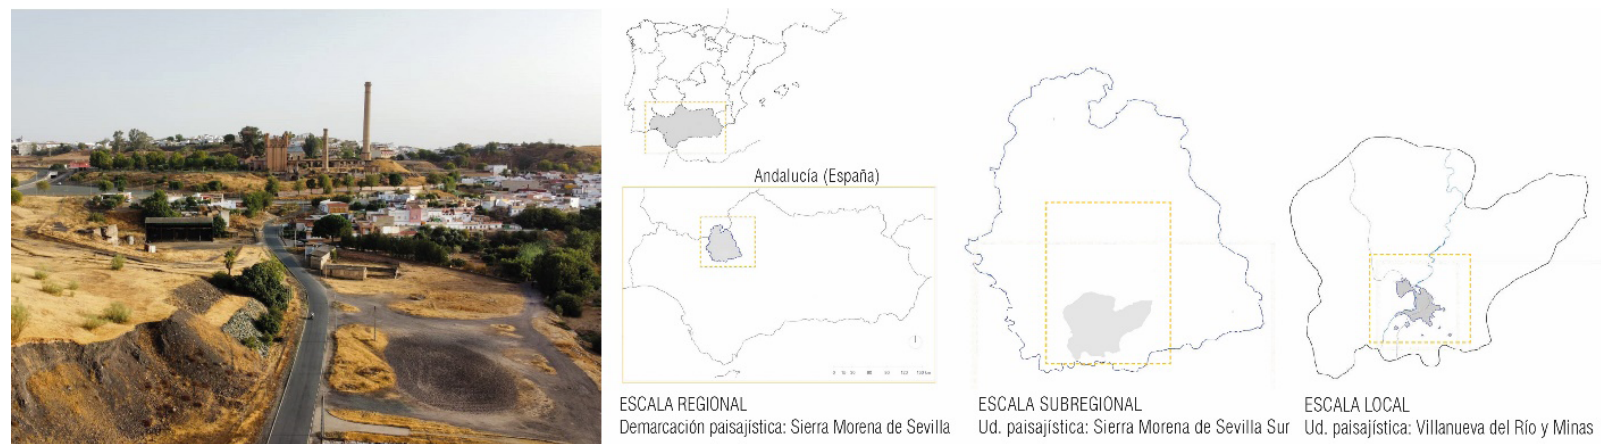 Andalucía (España)
ESCALA REGIONAL
Demarcación paisajística: Sierra Morena de Sevilla
ESCALA SUBREGIONAL
Ud. paisajística: Sierra Morena de Sevilla Sur
ESCALA LOCAL
Ud. paisajística: Villanueva del Río y Minas